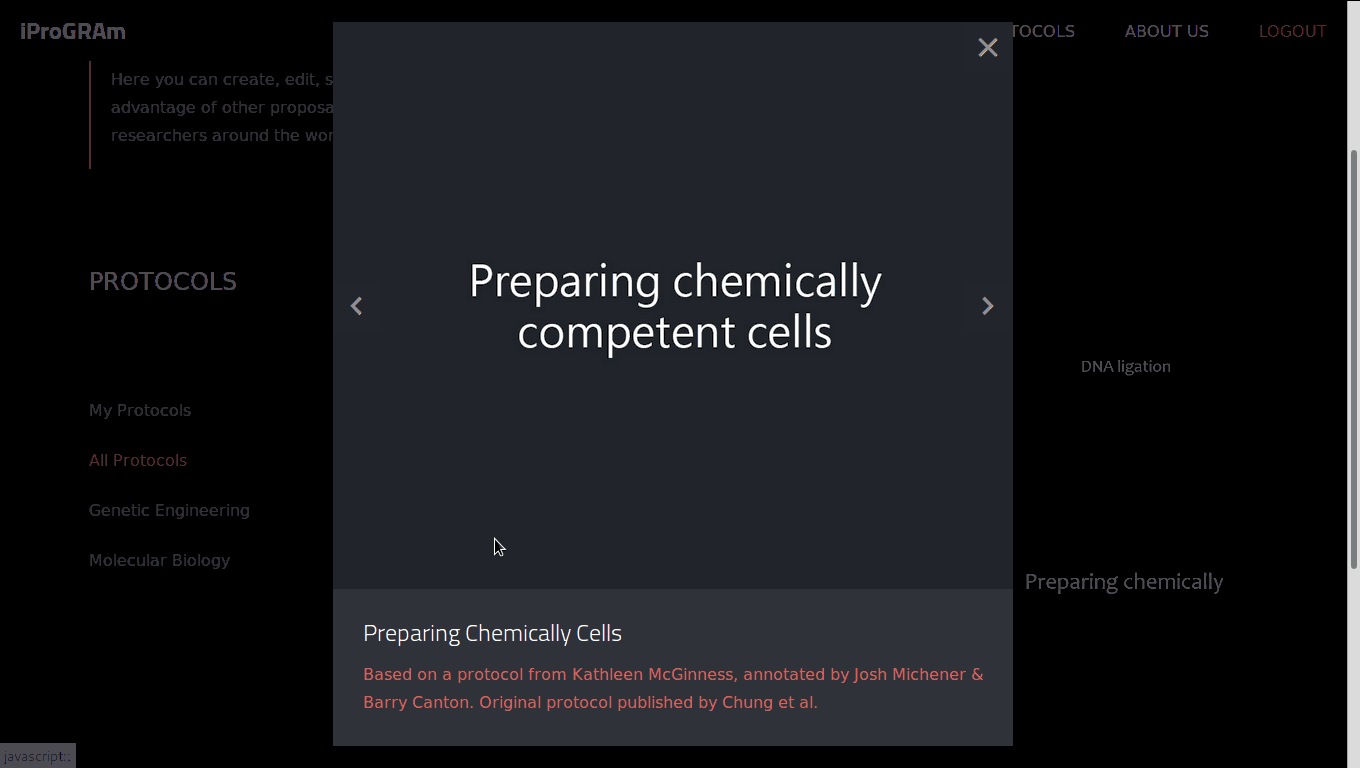 iProGRAm
TOCOLS
ABOUT US
LOGOUT
Here you can create, edit, s
advantage of other proposa
researchers around the wor
PROTOCOLS
My Protocols
All Protocols
Genetic Engineering
Molecular Biology
Preparing chemically
competent cells
DNA ligation
Preparing chemically
Preparing Chemically Cells
Based on a protocol from Kathleen McGinness, annotated by Josh Michener &
Barry Canton. Original protocol published by Chung et al.
javascript:;